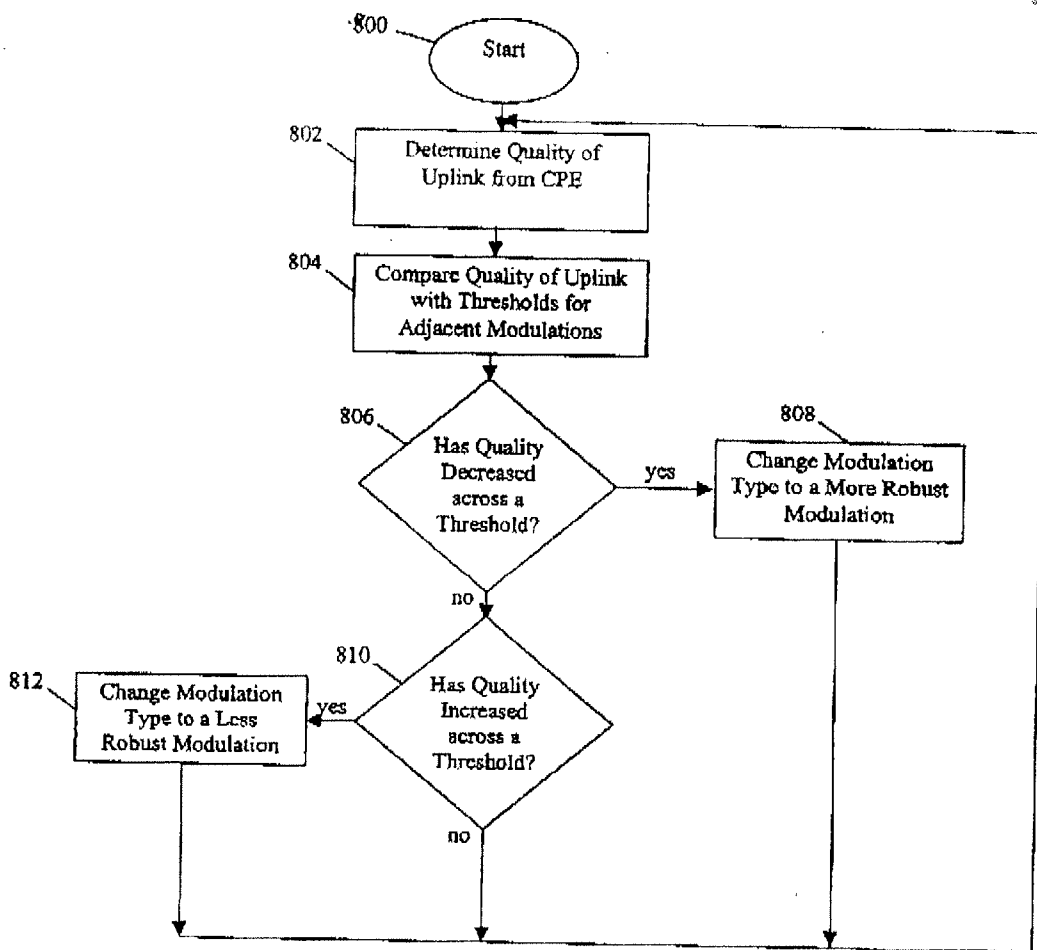 800
Start
802
Determine Quality of
Uplink from CPE
804
Compare Quality of Uplink
with Thresholds for
Adjacent Modulations
806
Has Quality
Decreased
across a
Threshold?
yes
808
Change Modulation
Type to a More Robust
Modulation
no
810
Has Quality
Increased
across a
Threshold?
yes
812
Change Modulation
Type to a Less
Robust Modulation
no